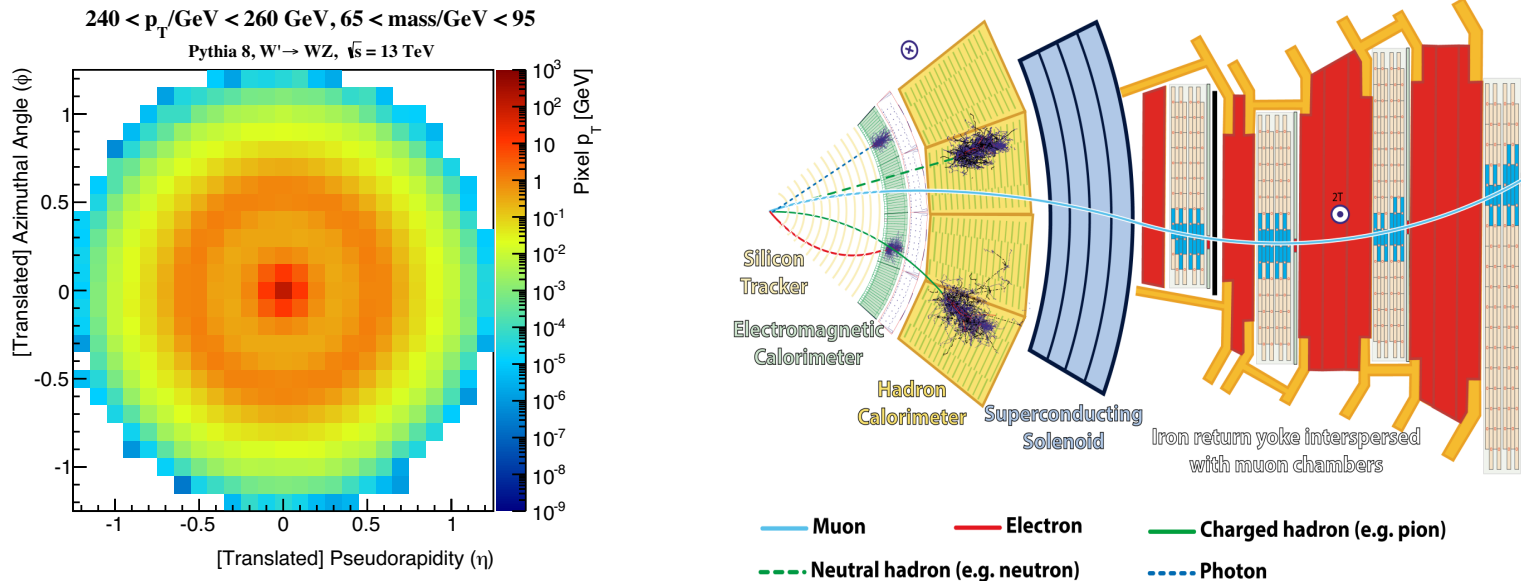 240 < p_T/GeV < 260 GeV, 65 < mass/GeV < 95
Pythia 8, W'→ WZ, √s = 13 TeV
[Translated] Azimuthal Angle (ϕ)
1
0.5
0
-0.5
-1
-1
-0.5
0
0.5
1
[Translated] Pseudorapidity (η)
10^3
10^2
10
1
10^-1
10^-2
10^-3
10^-4
10^-5
10^-6
10^-7
10^-8
10^-9
Pixel p_T [GeV]
Silicon
Tracker
Electromagnetic
Calorimeter
Hadron
Calorimeter
Superconducting
Solenoid
2T
Iron return yoke interspersed
with muon chambers
Muon
Electron
Charged hadron (e.g. pion)
Neutral hadron (e.g. neutron)
Photon